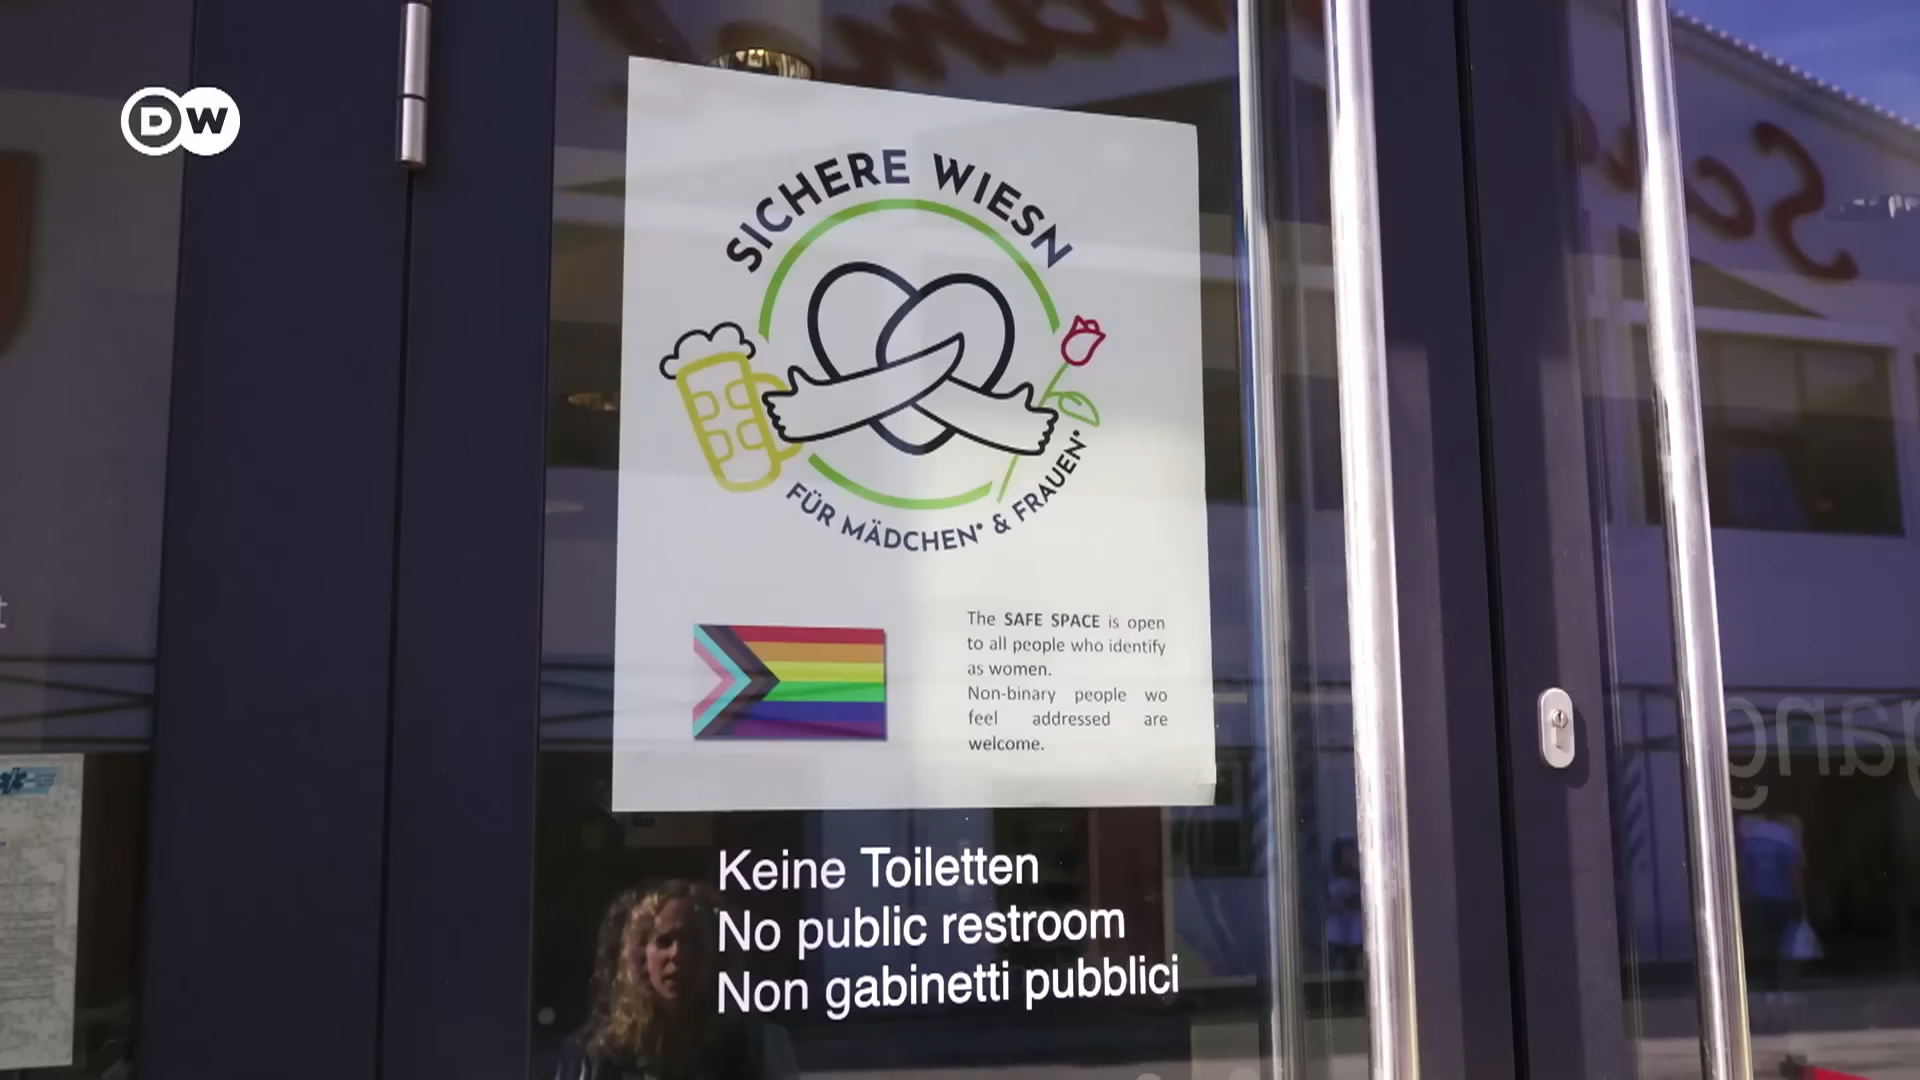 DW
SICHERE WIESN
FÜR MÄDCHEN* & FRAUEN*
The SAFE SPACE is open
to all people who identify
as women.
Non-binary people wo
feel addressed are
welcome.
Keine Toiletten
No public restroom
Non gabinetti pubblici